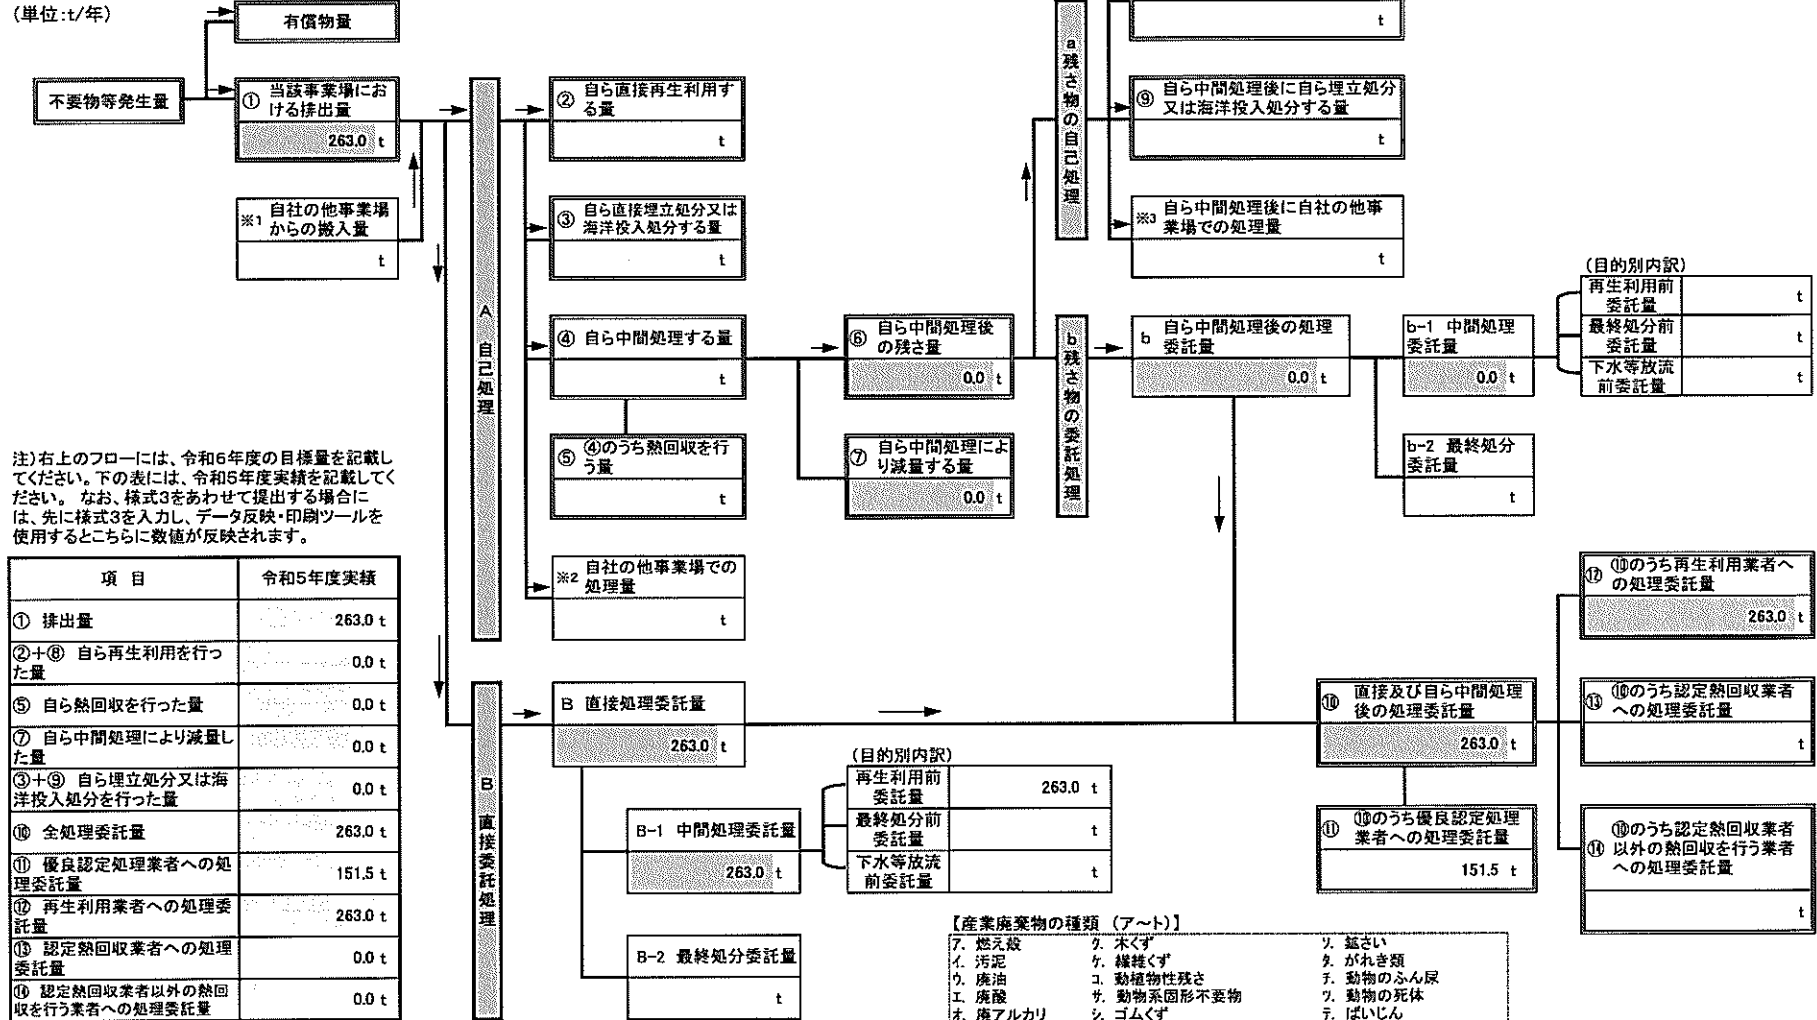 (単位:t/年)
有償物量
不要物等発生量
① 当該事業場にお
ける排出量
263.0 t
※1 自社の他事業場
からの搬入量
t
A 自己処理
② 自ら直接再生利用す
る量
t
③ 自ら直接埋立処分又は
海洋投入処分する量
t
④ 自ら中間処理する量
t
⑤ ④のうち熱回収を行
う量
t
※2 自社の他事業場での
処理量
t
⑥ 自ら中間処理後
の残さ量
0.0 t
⑦ 自ら中間処理によ
り減量する量
0.0 t
a 残さ物の自己処理
t
⑨ 自ら中間処理後に自ら埋立処分
又は海洋投入処分する量
t
※3 自ら中間処理後に自社の他事
業場での処理量
t
b 残さ物の委託処理
b 自ら中間処理後の処理
委託量
0.0 t
b-1 中間処理
委託量
0.0 t
(目的別内訳)
再生利用前
委託量
t
最終処分前
委託量
t
下水等放流
前委託量
t
b-2 最終処分
委託量
t
注)右上のフローには、令和6年度の目標量を記載し
てください。下の表には、令和5年度実績を記載してく
ださい。 なお、様式3をあわせて提出する場合に
は、先に様式3を入力し、データ反映・印刷ツールを
使用するとこちらに数値が反映されます。
項 目 令和5年度実績
① 排出量 263.0 t
②+⑧ 自ら再生利用を行っ
た量 0.0 t
⑤ 自ら熱回収を行った量 0.0 t
⑦ 自ら中間処理により減量し
た量 0.0 t
③+⑨ 自ら埋立処分又は海
洋投入処分を行った量 0.0 t
⑩ 全処理委託量 263.0 t
⑪ 優良認定処理業者への処
理委託量 151.5 t
⑫ 再生利用業者への処理委
託量 263.0 t
⑬ 認定熱回収業者への処理
委託量 0.0 t
⑭ 認定熱回収業者以外の熱回
収を行う業者への処理委託量 0.0 t
B 直接委託処理
B 直接処理委託量
263.0 t
B-1 中間処理委託量
263.0 t
(目的別内訳)
再生利用前
委託量
263.0 t
最終処分前
委託量
t
下水等放流
前委託量
t
B-2 最終処分委託量
t
⑩ 直接及び自ら中間処理
後の処理委託量
263.0 t
⑪ ⑩のうち優良認定処理
業者への処理委託量
151.5 t
⑫ ⑩のうち再生利用業者へ
の処理委託量
263.0 t
⑬ ⑩のうち認定熱回収業者
への処理委託量
t
⑭ ⑩のうち認定熱回収業者
以外の熱回収を行う業者
への処理委託量
t
【産業廃棄物の種類 (ア~ト)】
ア. 燃え殻 ク. 木くず ソ. 鉱さい
イ. 汚泥 ケ. 繊維くず タ. がれき類
ウ. 廃油 コ. 動植物性残さ チ. 動物のふん尿
エ. 廃酸 サ. 動物系固形不要物 ツ. 動物の死体
オ. 廃アルカリ シ. ゴムくず テ. ばいじん